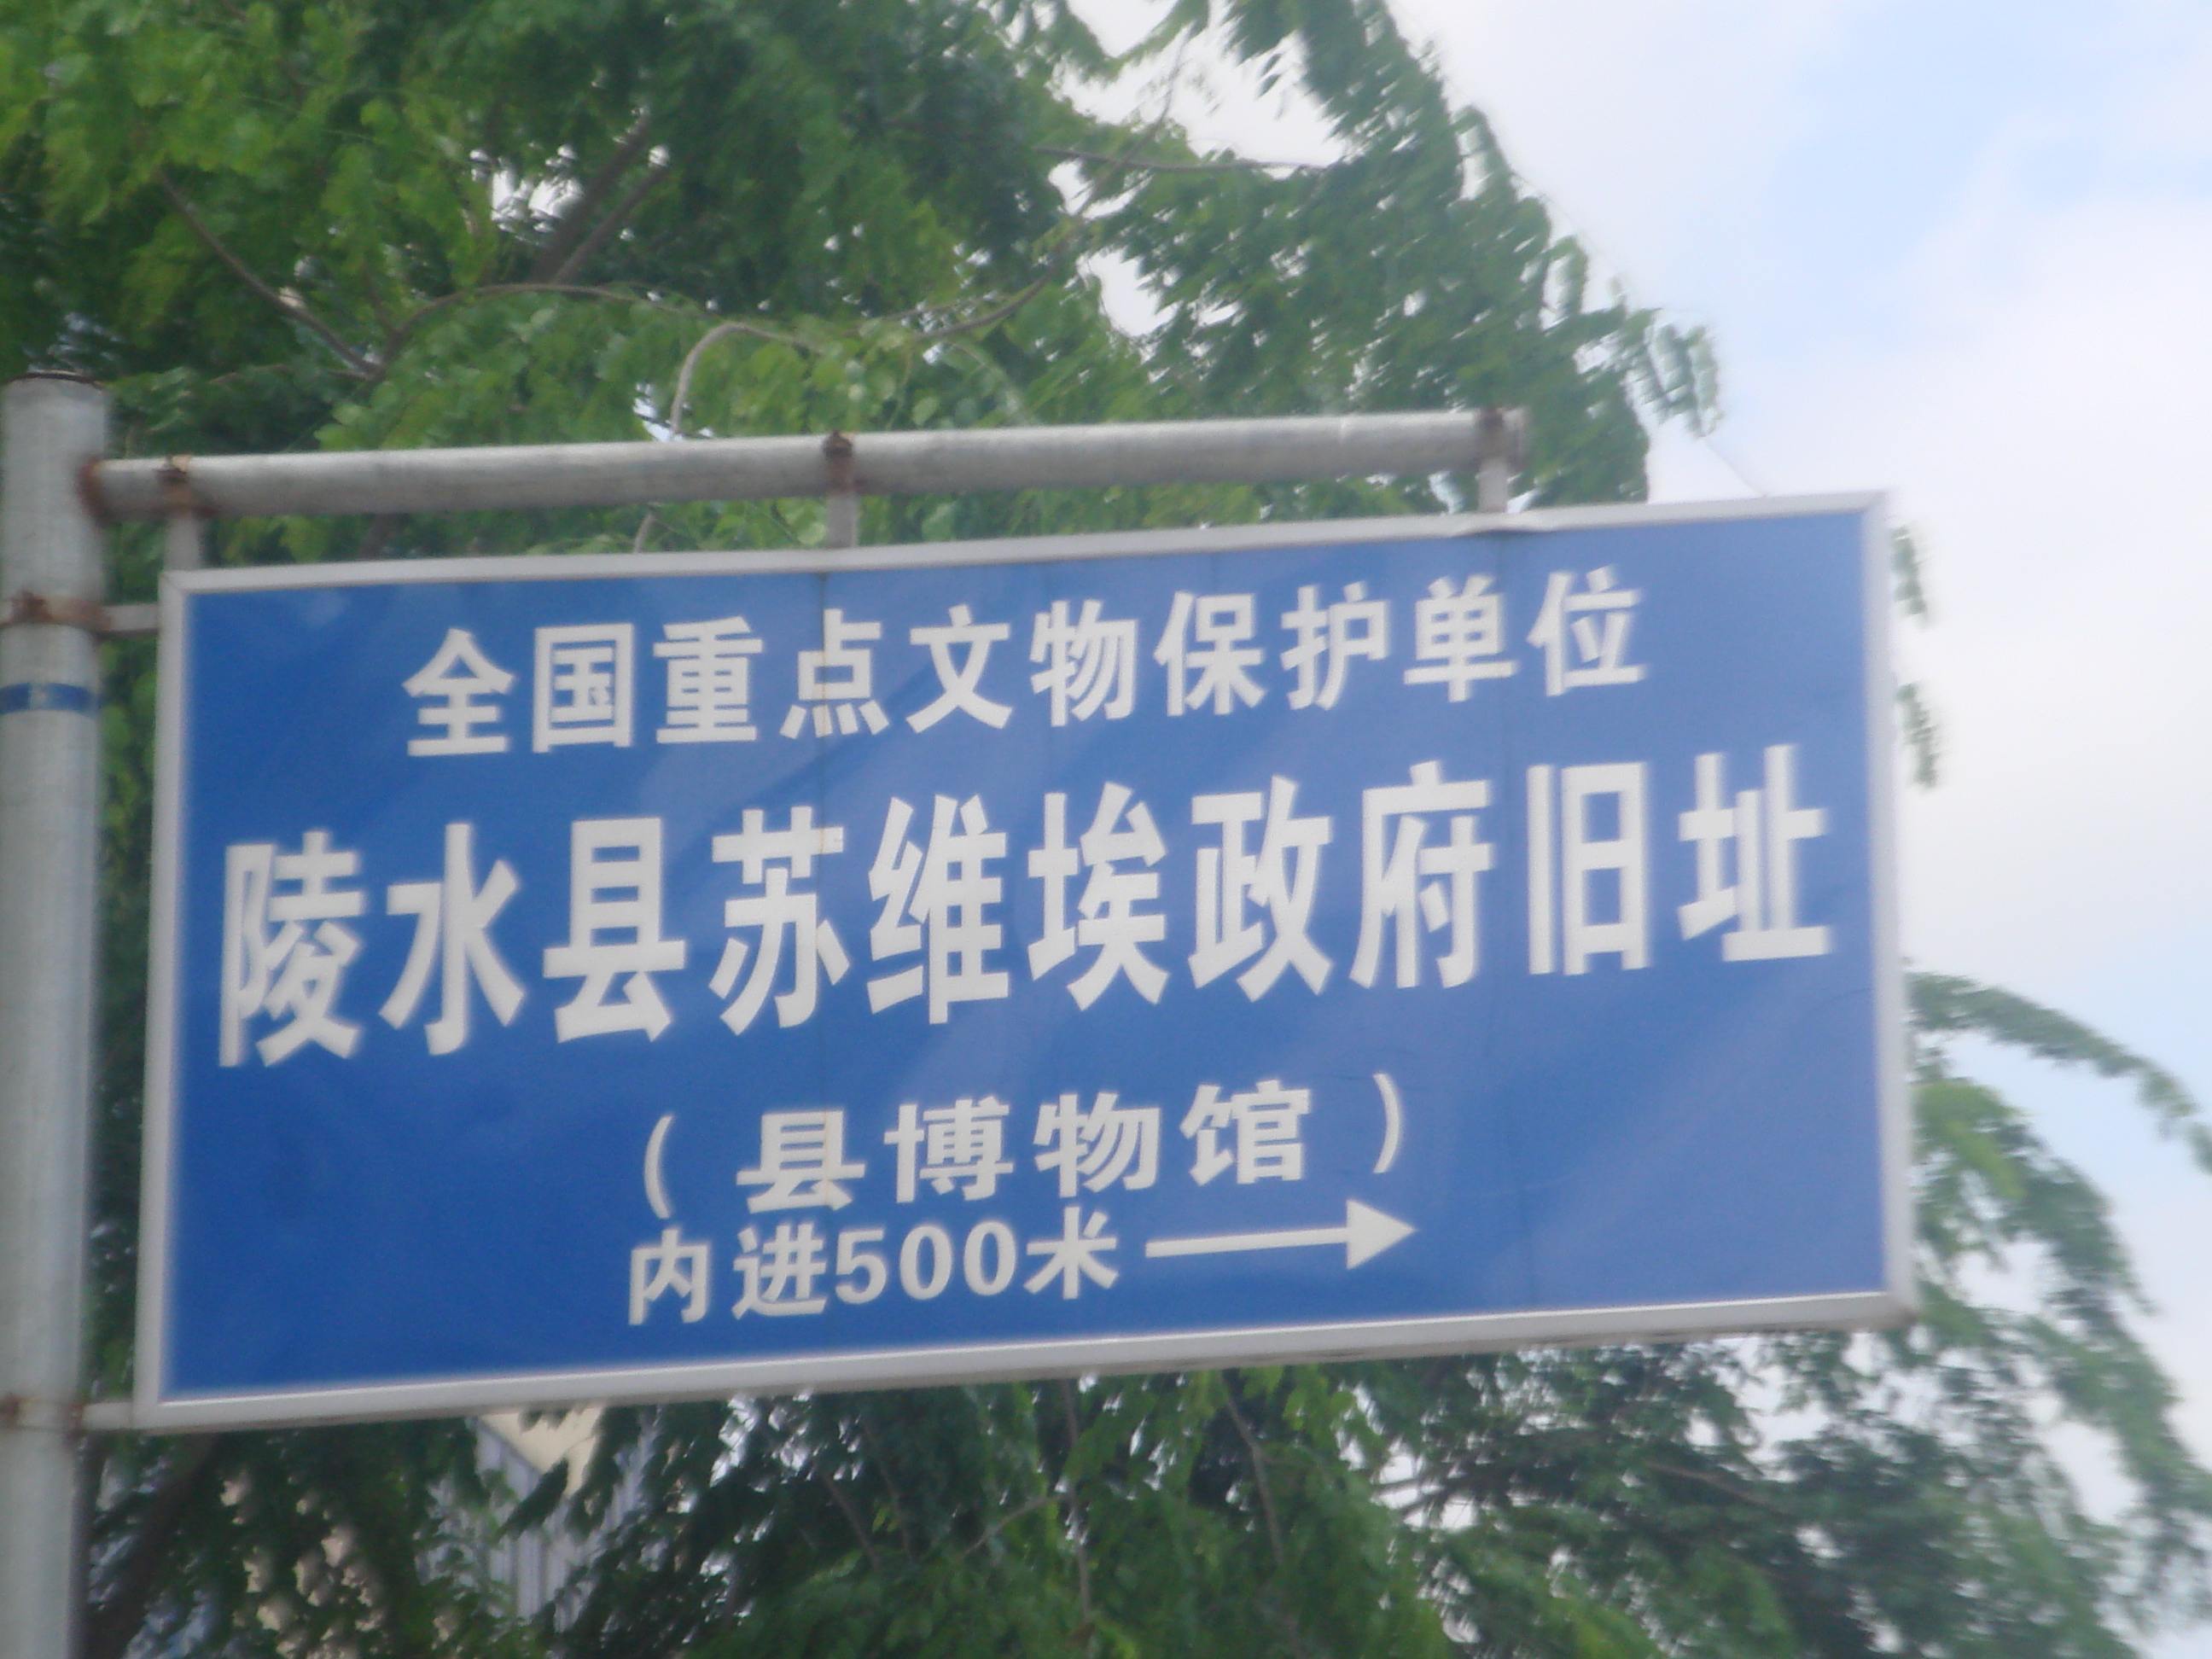 全国重点文物保护单位
陵水县苏维埃政府旧址
（县博物馆）
内进500米→